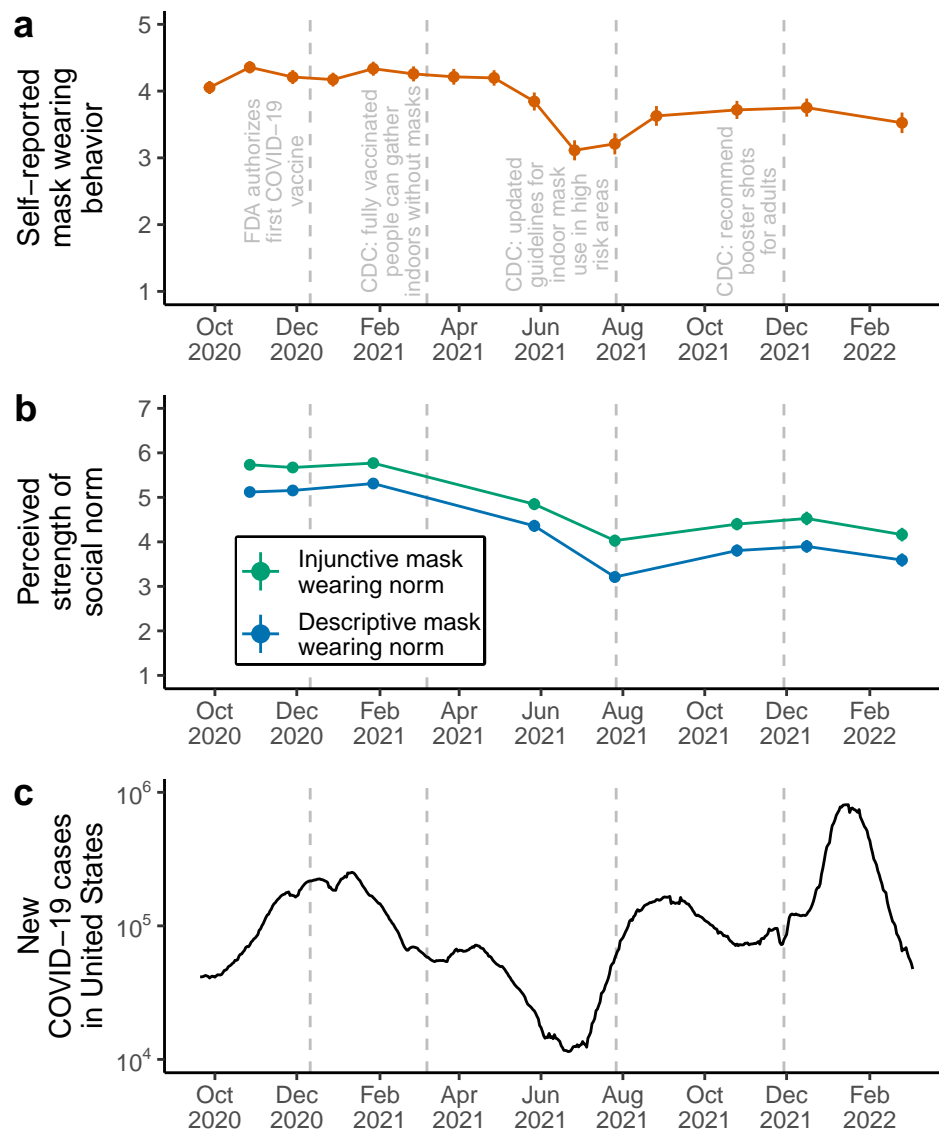 a
Self−reported
mask wearing
behavior
5
4
3
2
1
FDA authorizes
first COVID−19
vaccine
CDC: fully vaccinated
people can gather
indoors without masks
CDC: updated
guidelines for
indoor mask
use in high
risk areas
CDC: recommend
booster shots
for adults
Oct Dec Feb Apr Jun Aug Oct Dec Feb
2020 2020 2021 2021 2021 2021 2021 2021 2022
b
Perceived
strength of
social norm
7
6
5
4
3
2
1
Injunctive mask
wearing norm
Descriptive mask
wearing norm
Oct Dec Feb Apr Jun Aug Oct Dec Feb
2020 2020 2021 2021 2021 2021 2021 2021 2022
c
New
COVID−19 cases
in United States
10⁶
10⁵
10⁴
Oct Dec Feb Apr Jun Aug Oct Dec Feb
2020 2020 2021 2021 2021 2021 2021 2021 2022